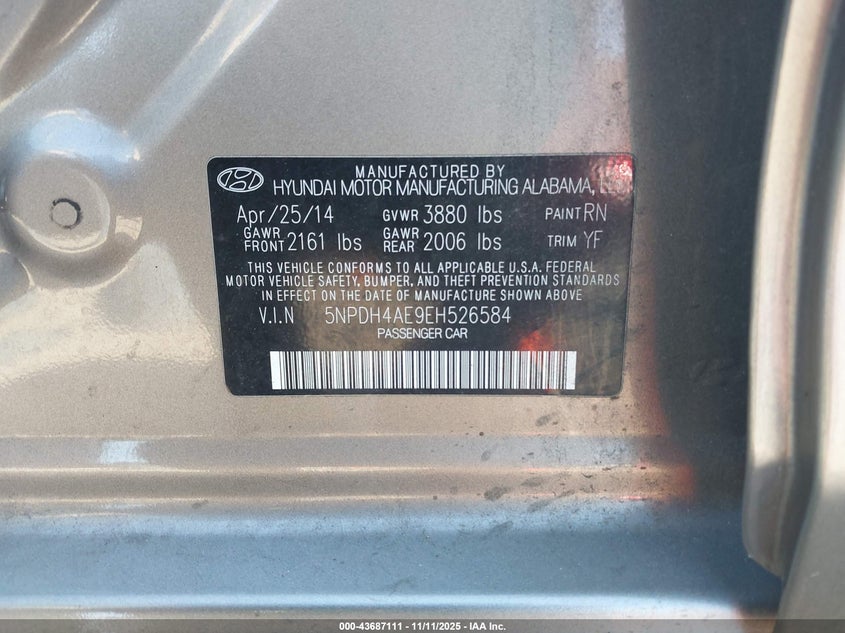 MANUFACTURED BY
HYUNDAI MOTOR MANUFACTURING ALABAMA,
Apr/25/14 GVWR 3880 lbs PAINT RN
GAWR FRONT 2161 lbs GAWR REAR 2006 lbs TRIM YF
THIS VEHICLE CONFORMS TO ALL APPLICABLE U.S.A. FEDERAL
MOTOR VEHICLE SAFETY, BUMPER, AND THEFT PREVENTION STANDARDS
IN EFFECT ON THE DATE OF MANUFACTURE SHOWN ABOVE
V.I.N 5NPDH4AE9EH526584
PASSENGER CAR
000-43687111 - 11/11/2025 - IAA Inc.